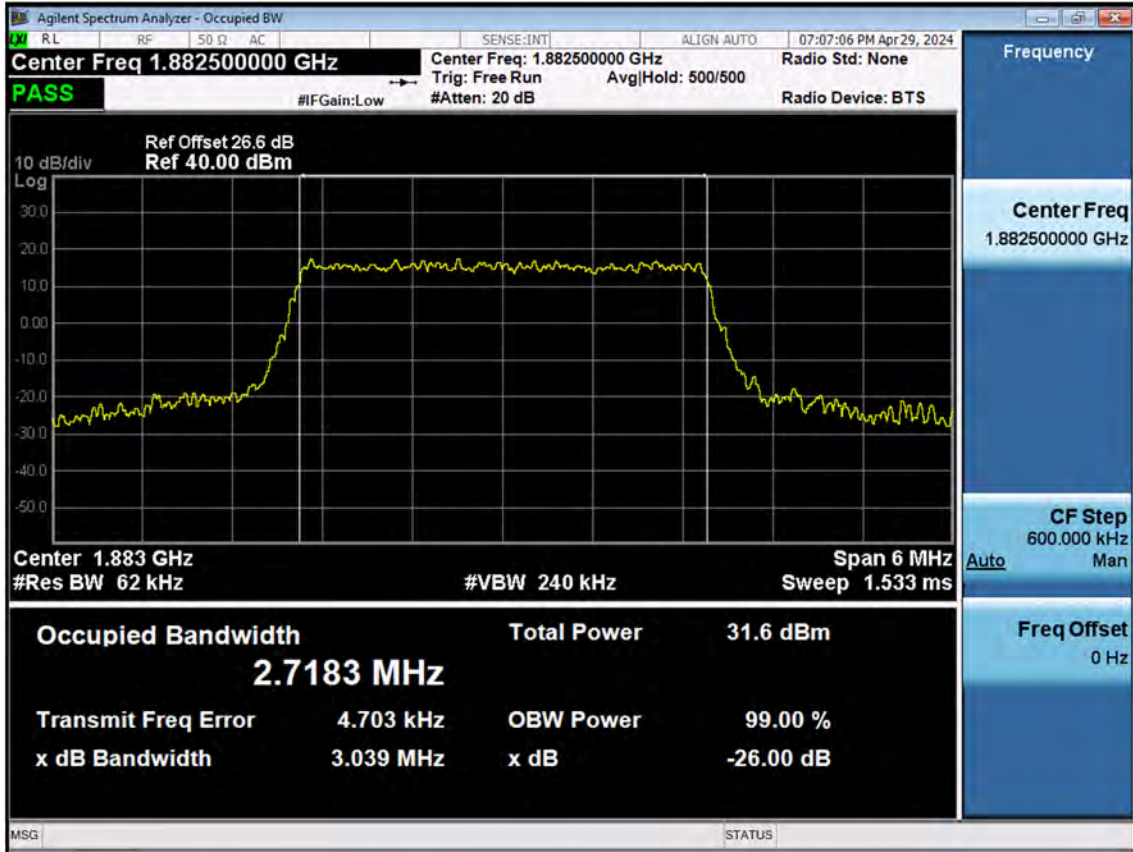 Agilent Spectrum Analyzer - Occupied BW
LXI RL RF 50 Ω AC SENSE:INT ALIGN AUTO 07:07:06 PM Apr 29, 2024
Center Freq 1.882500000 GHz
PASS
#IFGain:Low
Center Freq: 1.882500000 GHz
Trig: Free Run Avg|Hold: 500/500
#Atten: 20 dB
Radio Std: None
Radio Device: BTS
Ref Offset 26.6 dB
10 dB/div Ref 40.00 dBm
Log
30.0
20.0
10.0
0.00
-10.0
-20.0
-30.0
-40.0
-50.0
Center 1.883 GHz Span 6 MHz
#Res BW 62 kHz #VBW 240 kHz Sweep 1.533 ms
Occupied Bandwidth Total Power 31.6 dBm
2.7183 MHz
Transmit Freq Error 4.703 kHz OBW Power 99.00 %
x dB Bandwidth 3.039 MHz x dB -26.00 dB
MSG STATUS
Frequency
Center Freq
1.882500000 GHz
CF Step
600.000 kHz
Auto Man
Freq Offset
0 Hz